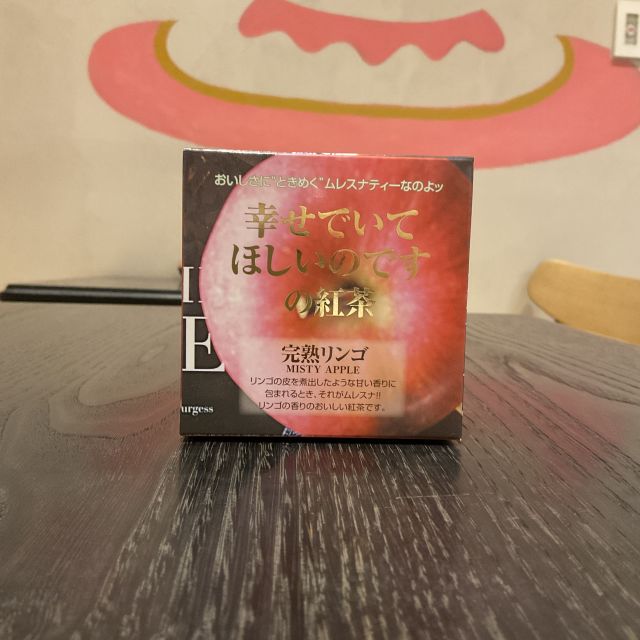 おいしさに"ときめく"ムレスナティーなのよッ
幸せでいて
ほしいのです
の紅茶
完熟リンゴ
MISTY APPLE
リンゴの皮を煮出したような甘い香りに
包まれるとき、それがムレスナ!!
リンゴの香りのおいしい紅茶です。
E
urgess